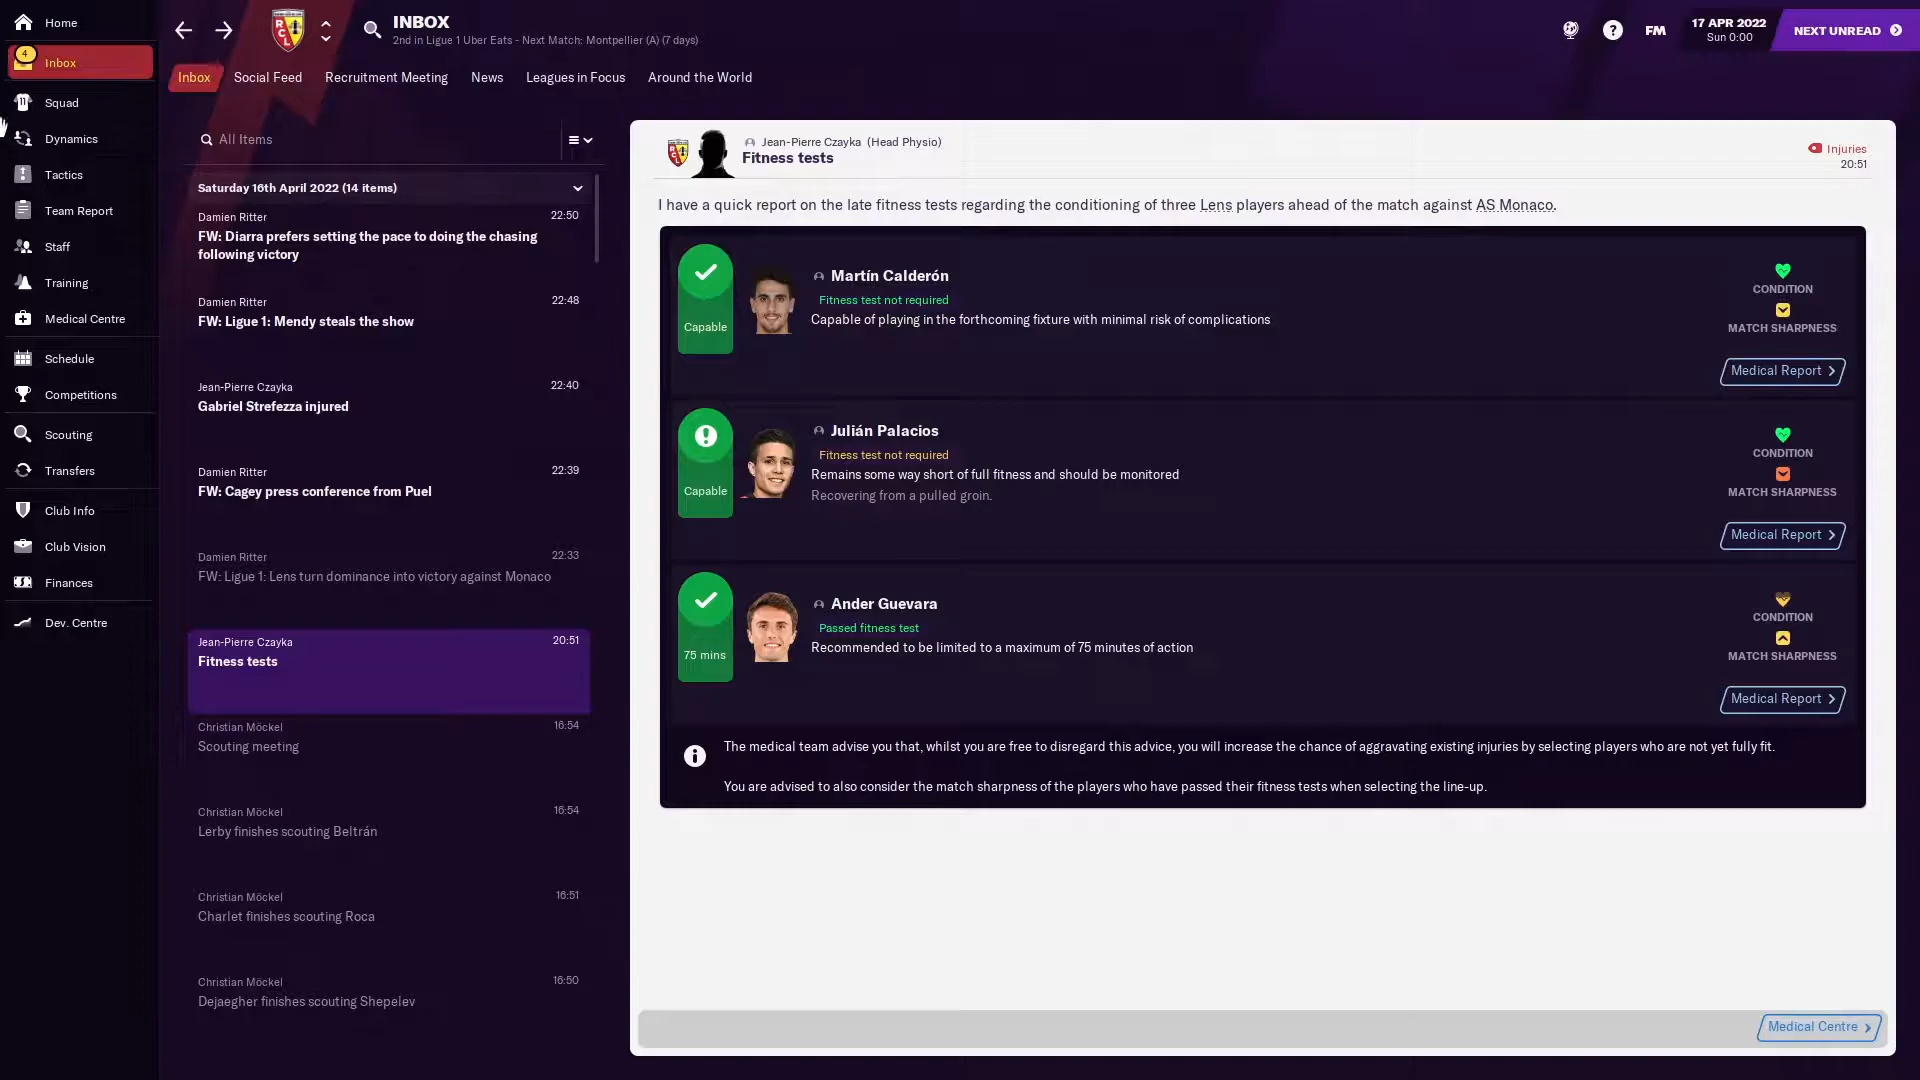 Home
4
Inbox
Squad
Dynamics
Tactics
Team Report
Staff
Training
Medical Centre
Schedule
Competitions
Scouting
Transfers
Club Info
Club Vision
Finances
Dev. Centre
INBOX
2nd in Ligue 1 Uber Eats - Next Match: Montpellier (A) (7 days)
FM
17 APR 2022
Sun 0:00
NEXT UNREAD
Inbox Social Feed Recruitment Meeting News Leagues in Focus Around the World
All Items
Saturday 16th April 2022 (14 items)
Damien Ritter 22:50
FW: Diarra prefers setting the pace to doing the chasing
following victory
Damien Ritter 22:48
FW: Ligue 1: Mendy steals the show
Jean-Pierre Czayka 22:40
Gabriel Strefezza injured
Damien Ritter 22:39
FW: Cagey press conference from Puel
Damien Ritter 22:33
FW: Ligue 1: Lens turn dominance into victory against Monaco
Jean-Pierre Czayka 20:51
Fitness tests
Christian Möckel 16:54
Scouting meeting
Christian Möckel 16:54
Lerby finishes scouting Beltrán
Christian Möckel 16:51
Charlet finishes scouting Roca
Christian Möckel 16:50
Dejaegher finishes scouting Shepelev
Jean-Pierre Czayka (Head Physio)
Fitness tests
Injuries
20:51
I have a quick report on the late fitness tests regarding the conditioning of three Lens players ahead of the match against AS Monaco.
Capable
Martín Calderón
Fitness test not required
Capable of playing in the forthcoming fixture with minimal risk of complications
CONDITION
MATCH SHARPNESS
Medical Report
Capable
Julián Palacios
Fitness test not required
Remains some way short of full fitness and should be monitored
Recovering from a pulled groin.
CONDITION
MATCH SHARPNESS
Medical Report
75 mins
Ander Guevara
Passed fitness test
Recommended to be limited to a maximum of 75 minutes of action
CONDITION
MATCH SHARPNESS
Medical Report
The medical team advise you that, whilst you are free to disregard this advice, you will increase the chance of aggravating existing injuries by selecting players who are not yet fully fit.
You are advised to also consider the match sharpness of the players who have passed their fitness tests when selecting the line-up.
Medical Centre